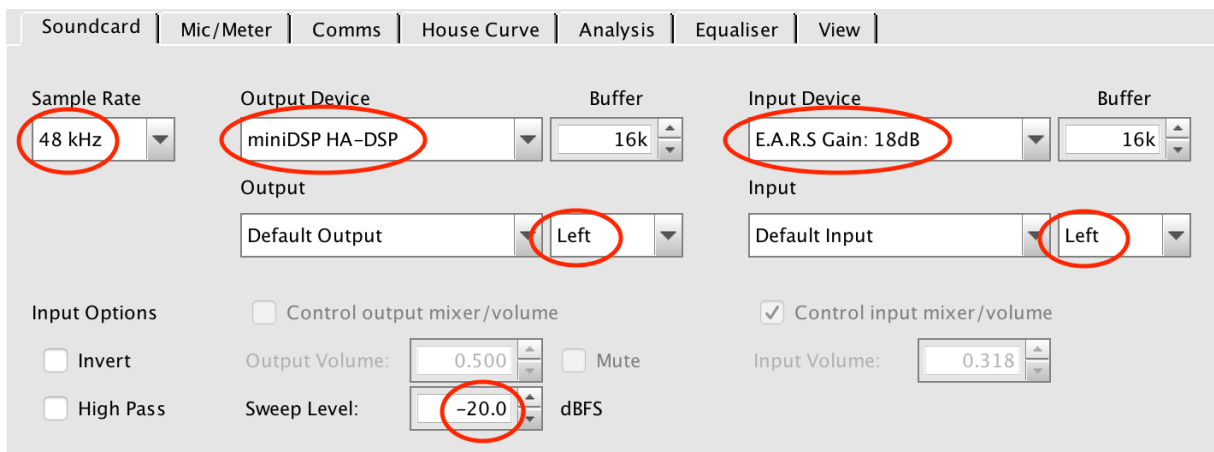 Soundcard Mic/Meter Comms House Curve Analysis Equaliser View
Sample Rate Output Device Buffer Input Device Buffer
48 kHz miniDSP HA-DSP 16k E.A.R.S Gain: 18dB 16k
Output Input
Default Output Left Default Input Left
Input Options Control output mixer/volume Control input mixer/volume
Invert Output Volume: 0.500 Mute Input Volume: 0.318
High Pass Sweep Level: -20.0 dBFS